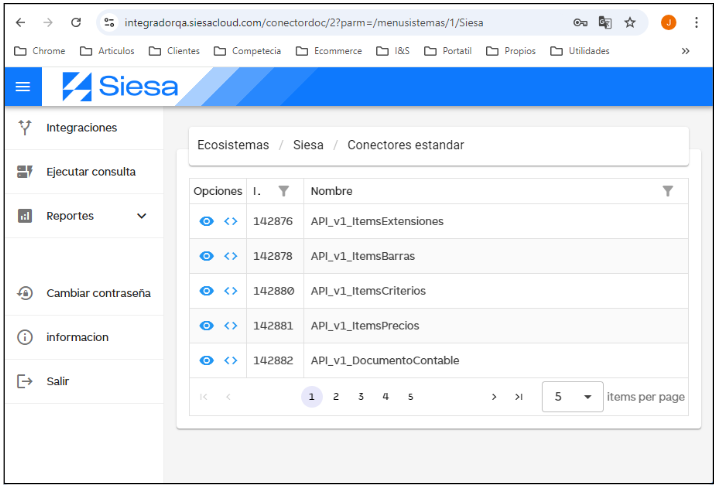 integradorqa.siesacloud.com/conectordoc/2?parm=/menusistemas/1/Siesa
J
Chrome Articulos Clientes Competecia Ecommerce I&S Portatil Propios Utilidades »
Siesa
Integraciones
Ejecutar consulta
Reportes
Cambiar contraseña
informacion
Salir
Ecosistemas / Siesa / Conectores estandar
Opciones I. Nombre
142876 API_v1_ItemsExtensiones
142878 API_v1_ItemsBarras
142880 API_v1_ItemsCriterios
142881 API_v1_ItemsPrecios
142882 API_v1_DocumentoContable
1 2 3 4 5 5 items per page